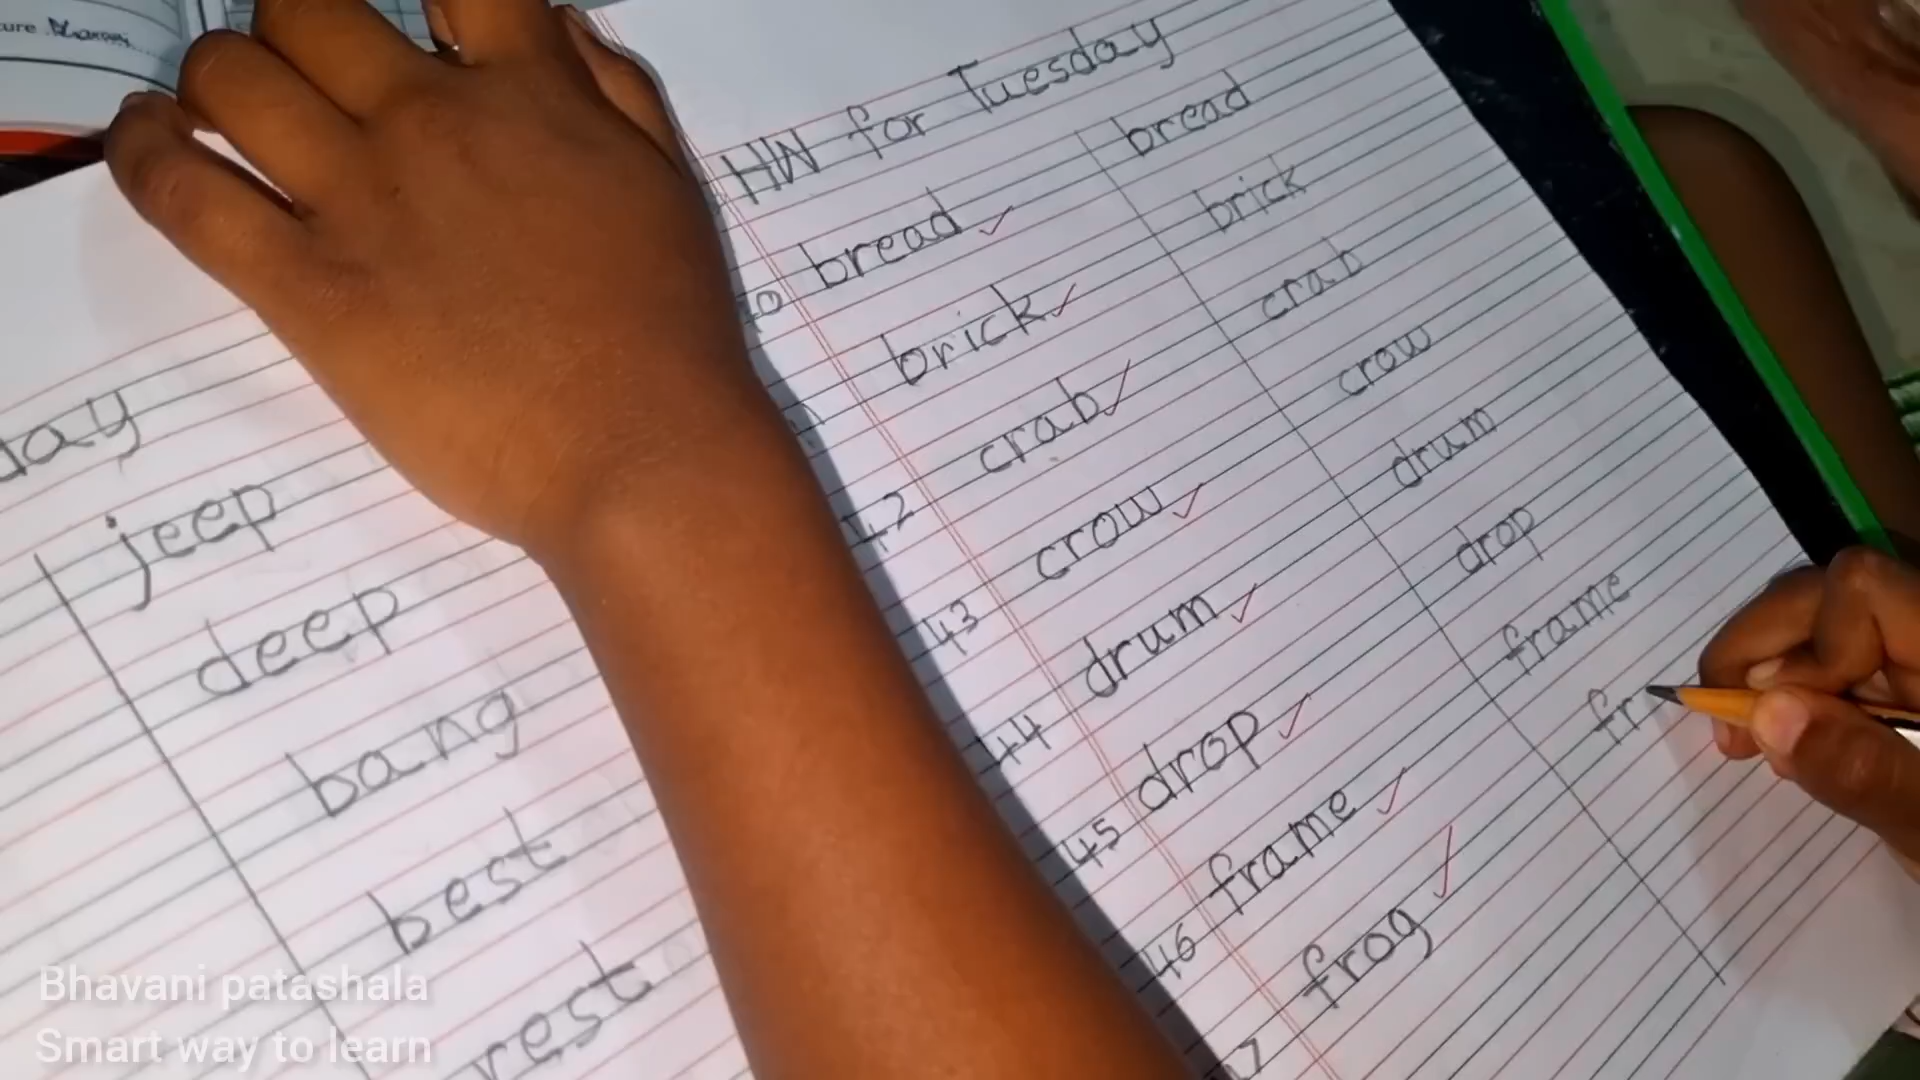 ure
day
jeep
deep
bang
best
rest
HW for Tuesday
bread bread
40 brick brick
crab crab
42 crow crow
43 drum drum
44 drop drop
45 frame frame
46 frog fr
Bhavani patashala
Smart way to learn